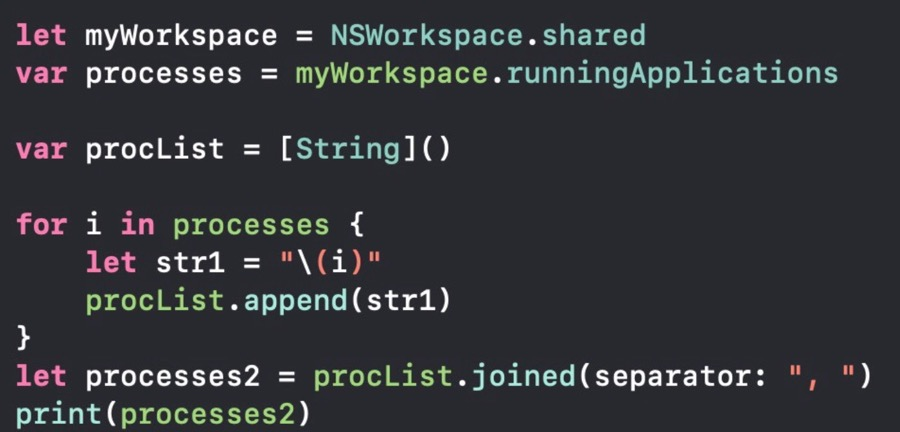 let myWorkspace = NSWorkspace.shared
var processes = myWorkspace.runningApplications
var procList = [String]()
for i in processes {
let str1 = "\(i)"
procList.append(str1)
}
let processes2 = procList.joined(separator: ", ")
print(processes2)